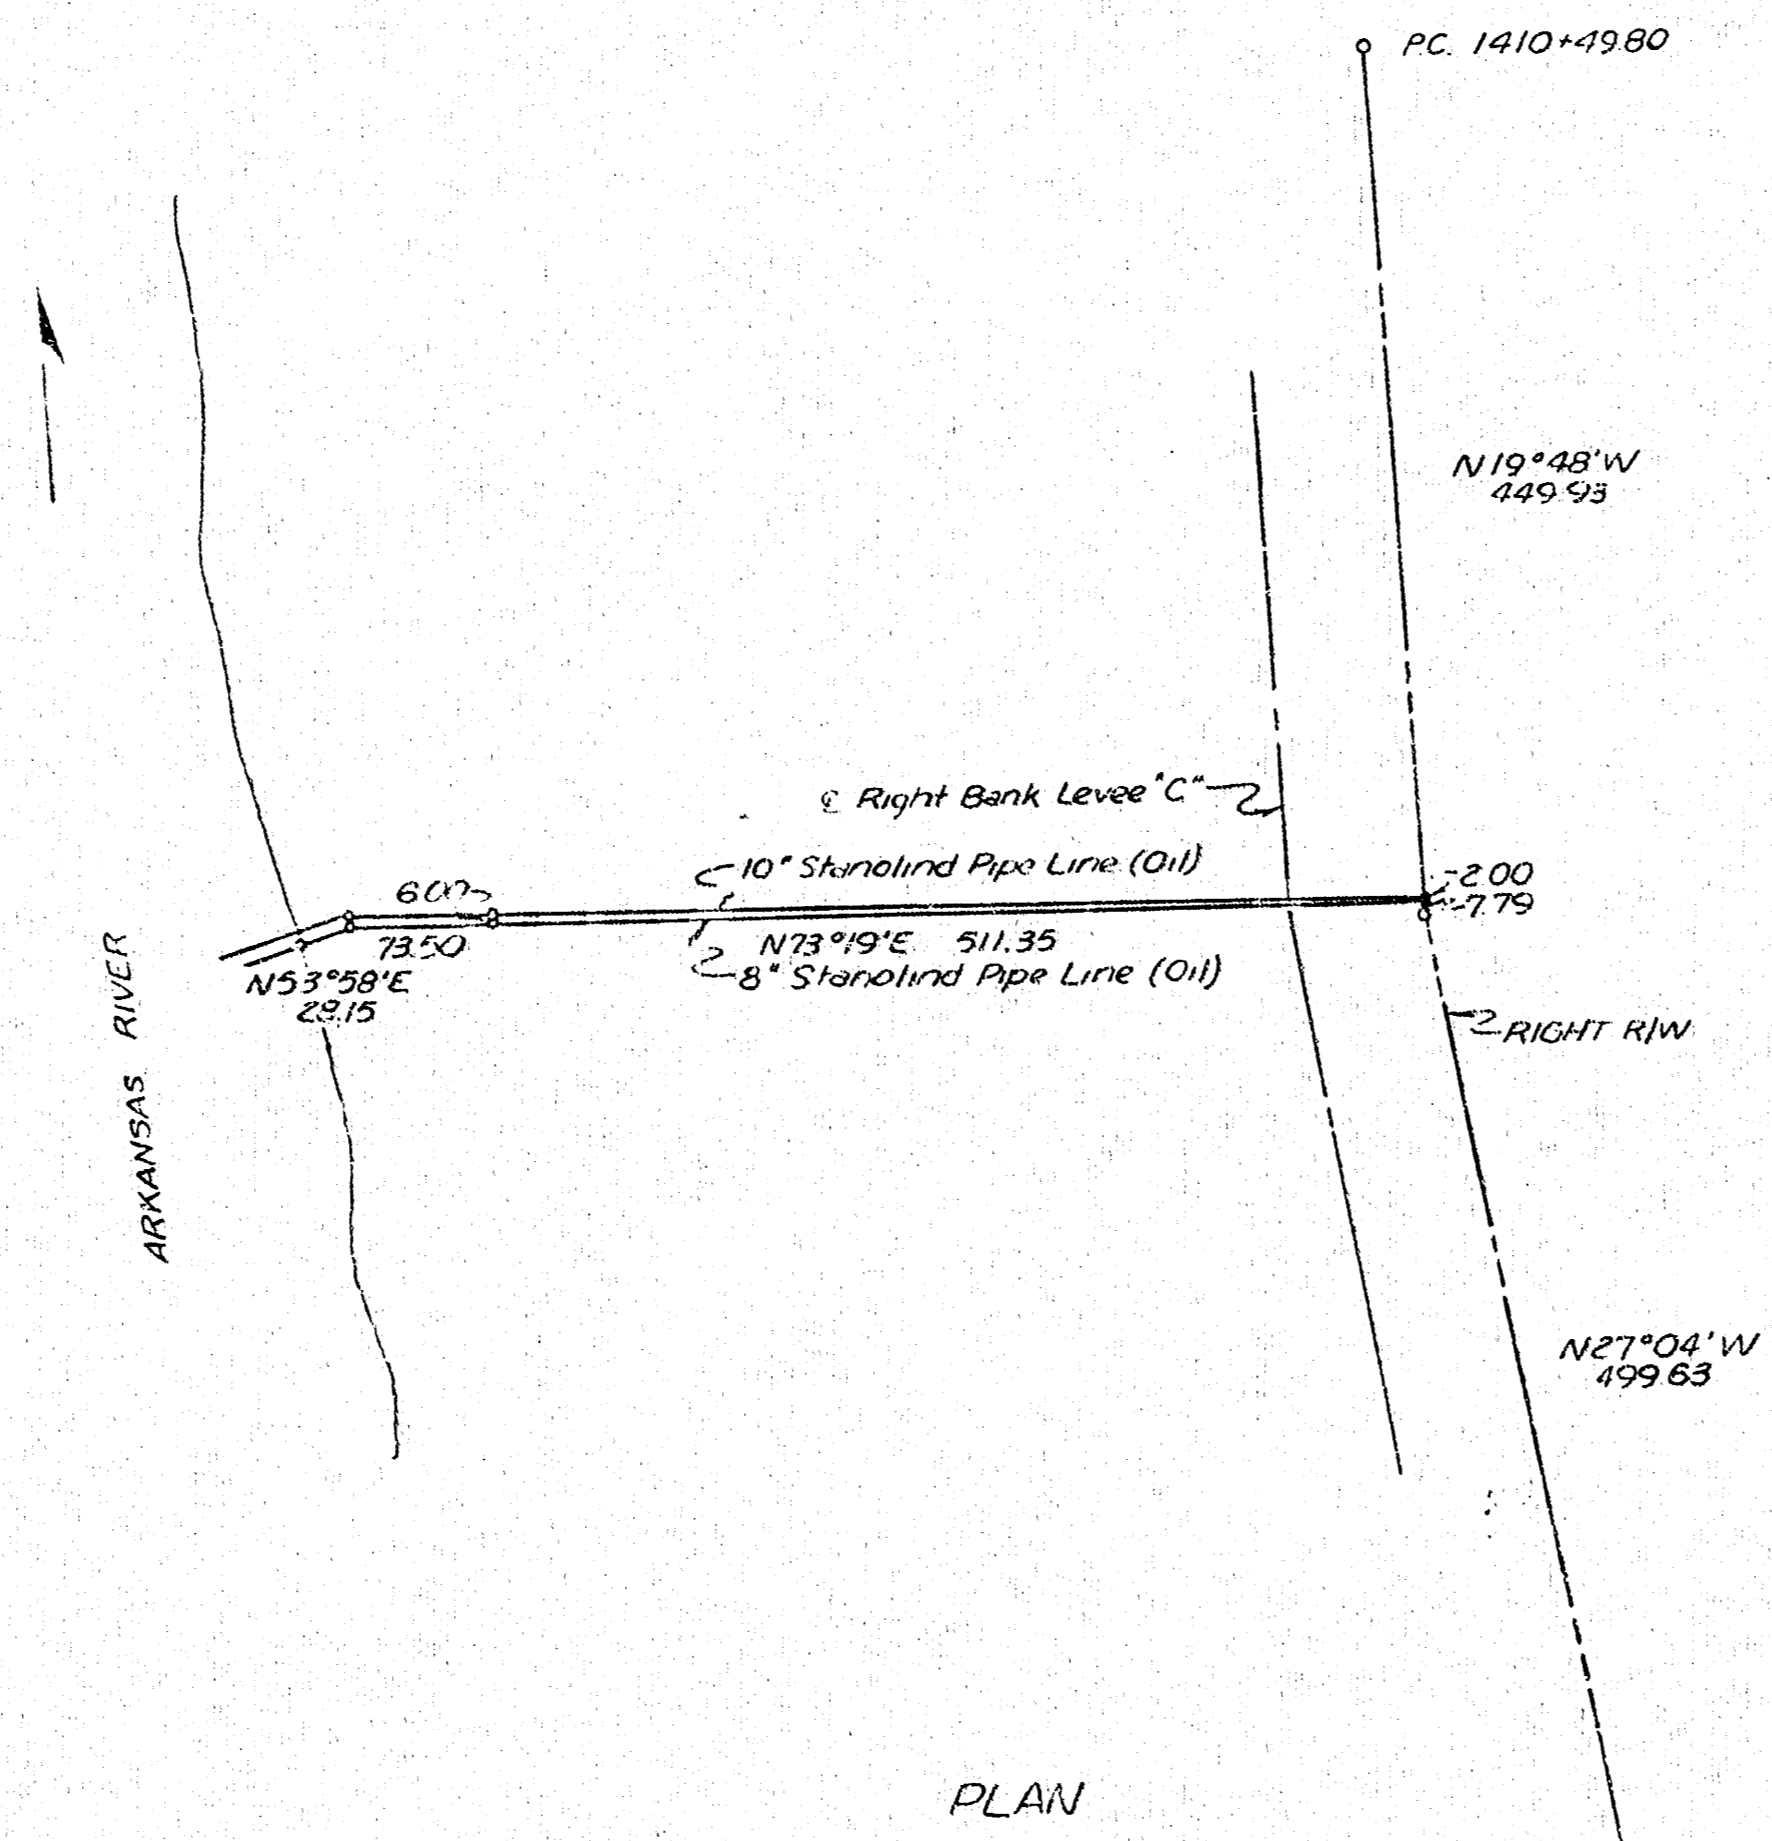 P.C. 1410+49.80
N19°48'W
449.93
℄ Right Bank Levee "C"
10" Stanolind Pipe Line (Oil)
6.00
2.00
7.79
73.50
N73°19'E 511.35
8" Stanolind Pipe Line (Oil)
N53°58'E
29.15
ARKANSAS RIVER
RIGHT R/W
N27°04'W
499.63
PLAN